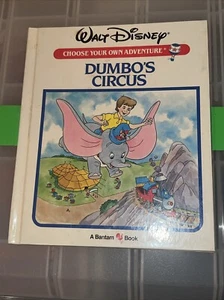 WALT DISNEY
CHOOSE YOUR OWN ADVENTURE®
DUMBO'S
CIRCUS
A Bantam Book